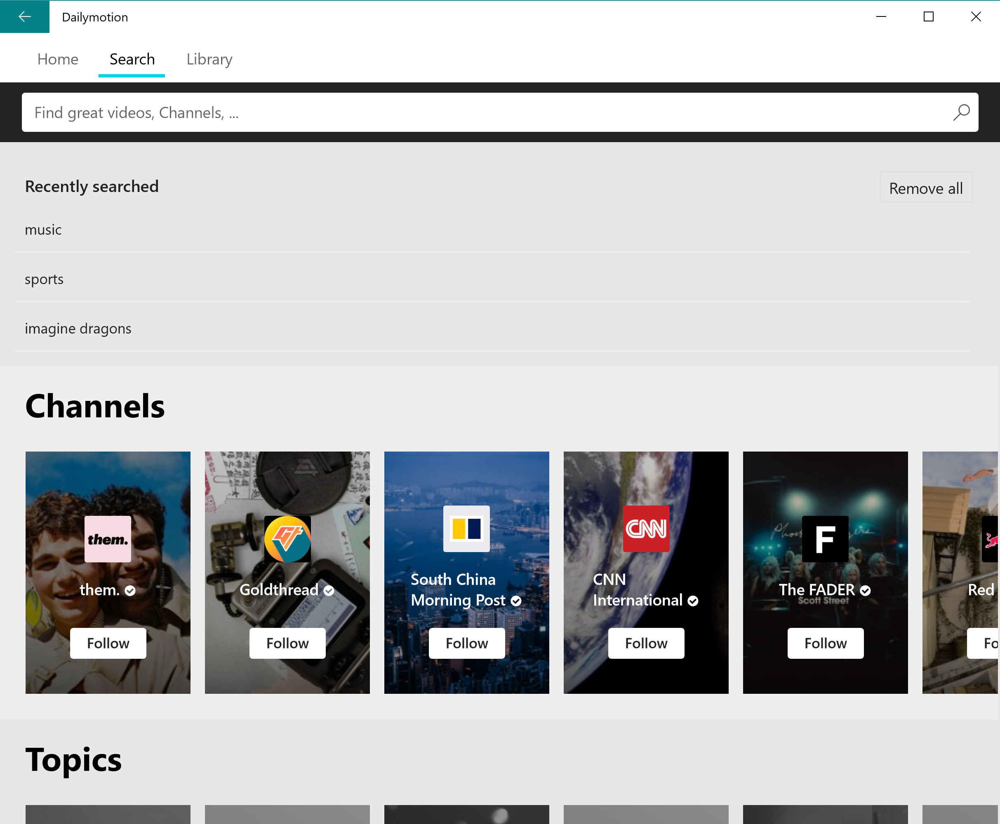 Dailymotion
Home
Search
Library
Find great videos, Channels, ...
Recently searched
Remove all
music
sports
imagine dragons
Channels
them.
them.
Follow
GT
Goldthread
Follow
South China
Morning Post
Follow
CNN
CNN
International
Follow
F
The FADER
Scott Street
Follow
Red
Fo
Topics